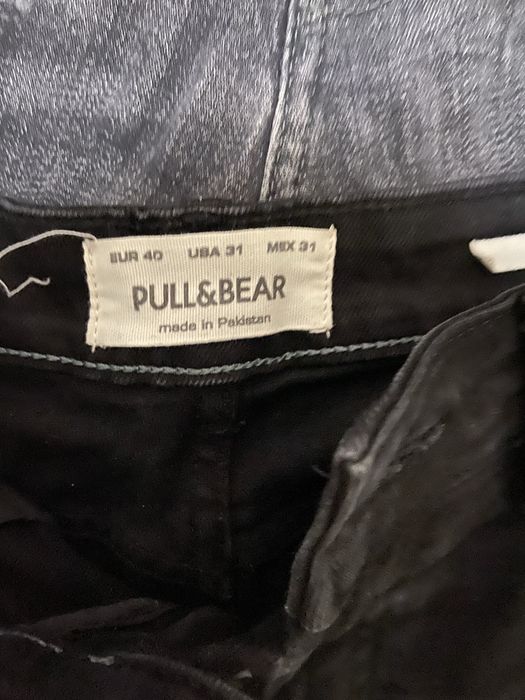 EUR 40 USA 31 MEX 31
PULL&BEAR
made in Pakistan